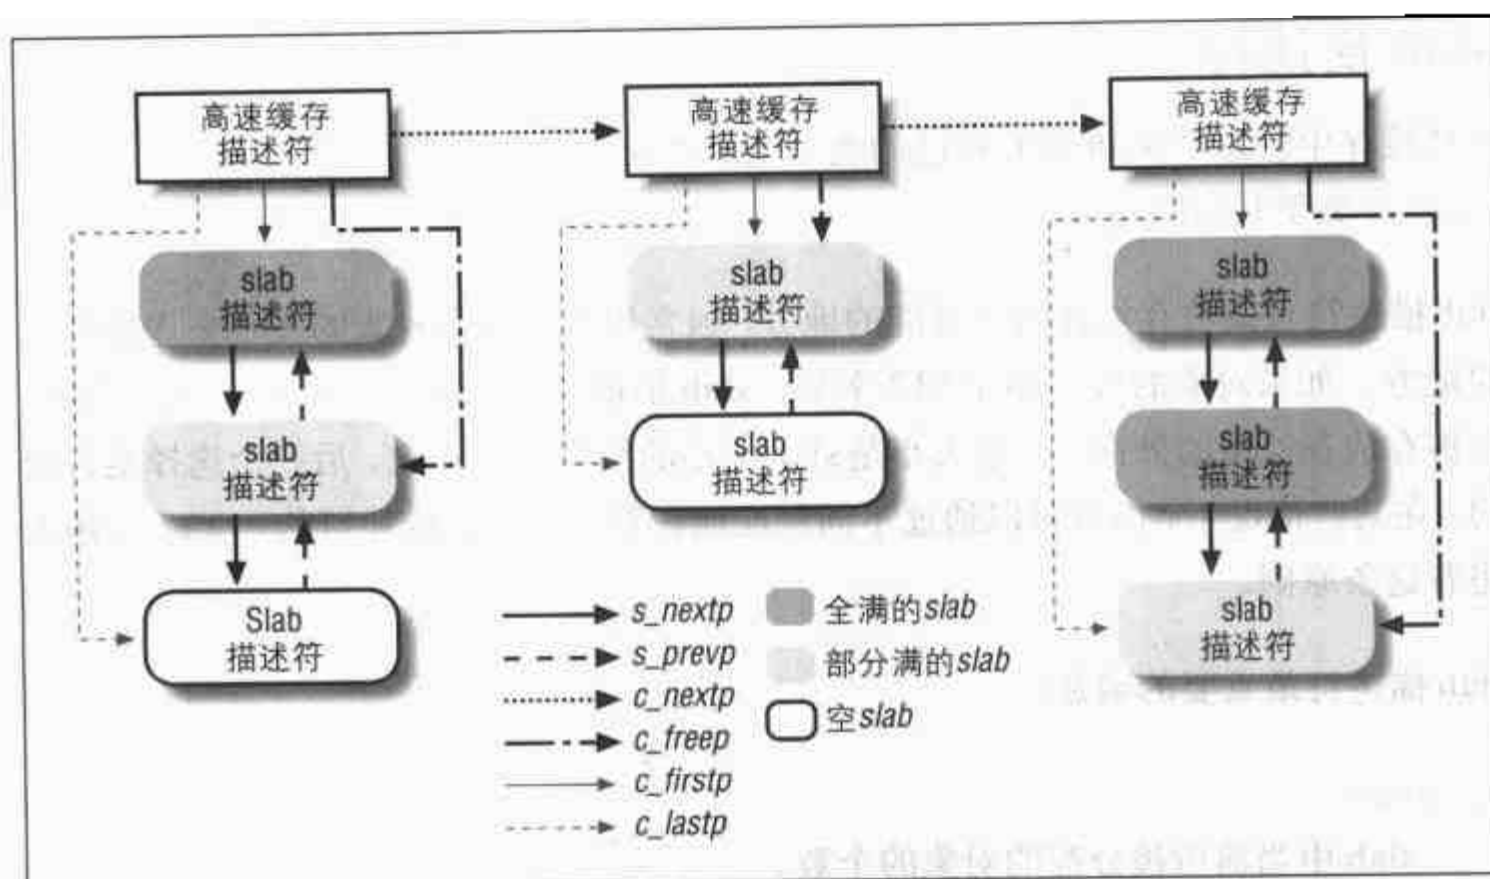 高速缓存
描述符
高速缓存
描述符
高速缓存
描述符
slab
描述符
slab
描述符
slab
描述符
slab
描述符
slab
描述符
slab
描述符
Slab
描述符
slab
描述符
s_nextp
s_prevp
c_nextp
c_freep
c_firstp
c_lastp
全满的slab
部分满的slab
空slab